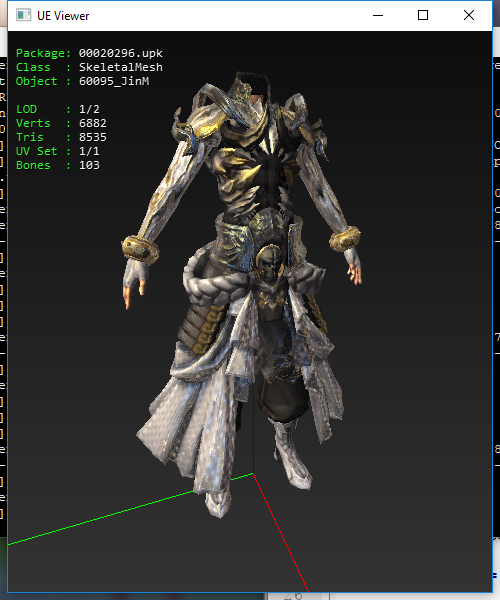 UE Viewer
Package: 00020296.upk
Class : SkeletalMesh
Object : 60095_JinM
LOD : 1/2
Verts : 6882
Tris : 8535
UV Set : 1/1
Bones : 103